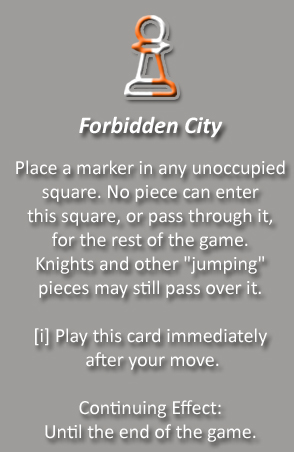 Forbidden City
Place a marker in any unoccupied
square. No piece can enter
this square, or pass through it,
for the rest of the game.
Knights and other "jumping"
pieces may still pass over it.
[i] Play this card immediately
after your move.
Continuing Effect:
Until the end of the game.